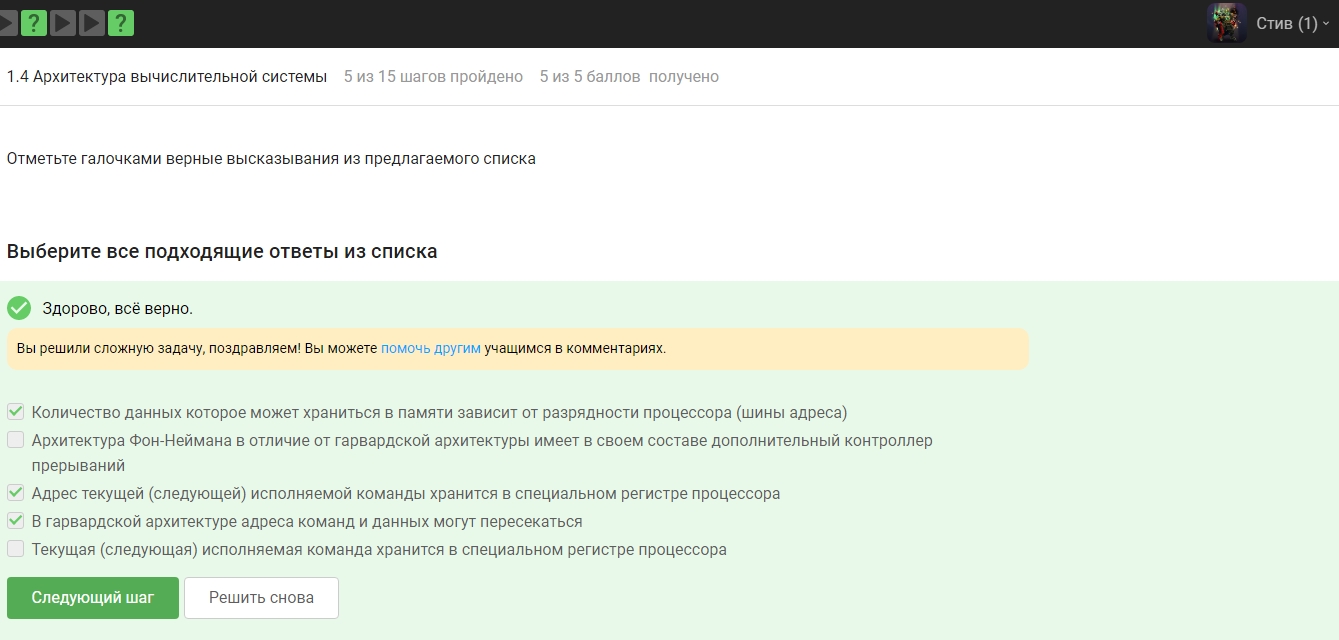 ? ?
Стив (1)
1.4 Архитектура вычислительной системы 5 из 15 шагов пройдено 5 из 5 баллов получено
Отметьте галочками верные высказывания из предлагаемого списка
Выберите все подходящие ответы из списка
Здорово, всё верно.
Вы решили сложную задачу, поздравляем! Вы можете помочь другим учащимся в комментариях.
Количество данных которое может храниться в памяти зависит от разрядности процессора (шины адреса)
Архитектура Фон-Неймана в отличие от гарвардской архитектуры имеет в своем составе дополнительный контроллер
прерываний
Адрес текущей (следующей) исполняемой команды хранится в специальном регистре процессора
В гарвардской архитектуре адреса команд и данных могут пересекаться
Текущая (следующая) исполняемая команда хранится в специальном регистре процессора
Следующий шаг Решить снова